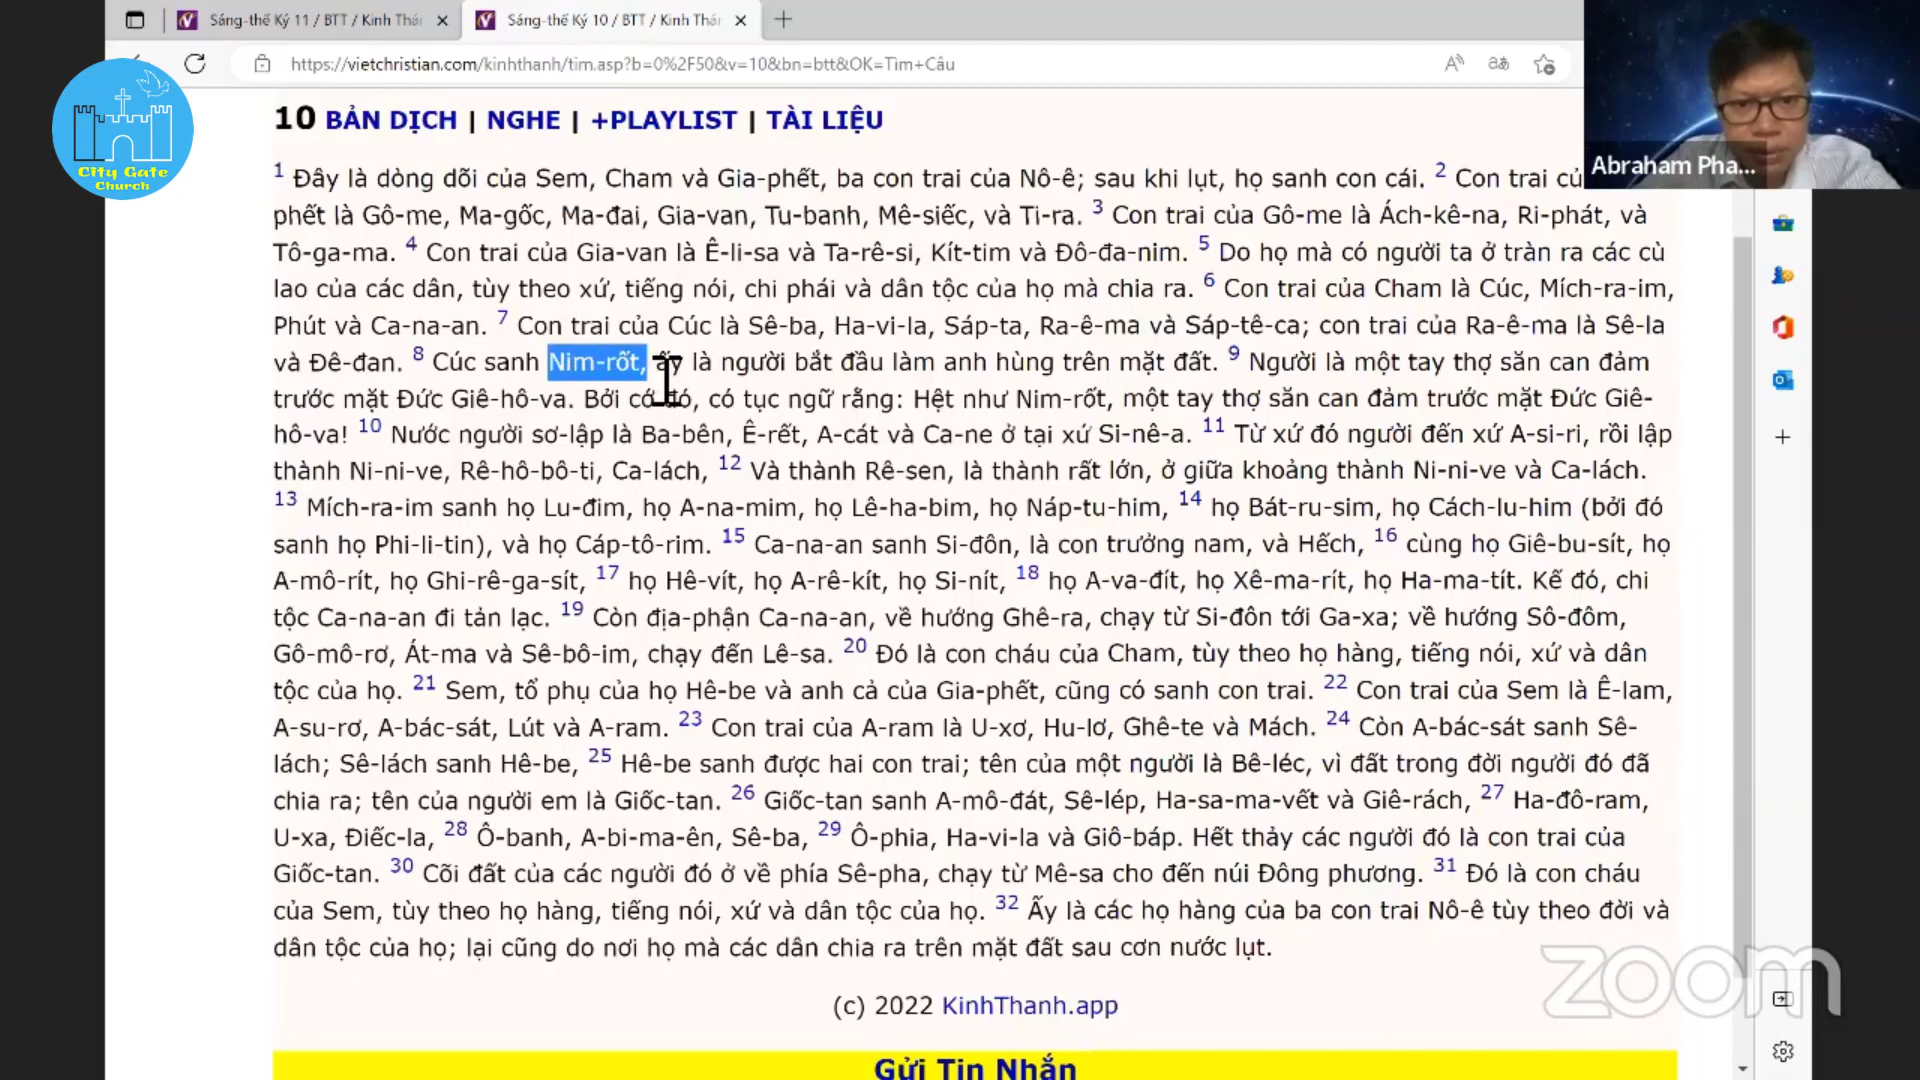 Sáng-thế Ký 11 / BTT / Kinh Thán
Sáng-thế Ký 10 / BTT / Kinh Thán
https://vietchristian.com/kinhthanh/tim.asp?b=0%2F50&v=10&bn=btt&OK=Tìm+Câu
City Gate
Church
Abraham Pha...
10 BẢN DỊCH | NGHE | +PLAYLIST | TÀI LIỆU
1 Đây là dòng dõi của Sem, Cham và Gia-phết, ba con trai của Nô-ê; sau khi lụt, họ sanh con cái. 2 Con trai củ
phết là Gô-me, Ma-gốc, Ma-đai, Gia-van, Tu-banh, Mê-siếc, và Ti-ra. 3 Con trai của Gô-me là Ách-kê-na, Ri-phát, và
Tô-ga-ma. 4 Con trai của Gia-van là Ê-li-sa và Ta-rê-si, Kít-tim và Đô-đa-nim. 5 Do họ mà có người ta ở tràn ra các cù
lao của các dân, tùy theo xứ, tiếng nói, chi phái và dân tộc của họ mà chia ra. 6 Con trai của Cham là Cúc, Mích-ra-im,
Phút và Ca-na-an. 7 Con trai của Cúc là Sê-ba, Ha-vi-la, Sáp-ta, Ra-ê-ma và Sáp-tê-ca; con trai của Ra-ê-ma là Sê-la
và Đê-đan. 8 Cúc sanh Nim-rốt, ấy là người bắt đầu làm anh hùng trên mặt đất. 9 Người là một tay thợ săn can đảm
trước mặt Đức Giê-hô-va. Bởi cớ đó, có tục ngữ rằng: Hệt như Nim-rốt, một tay thợ săn can đảm trước mặt Đức Giê-
hô-va! 10 Nước người sơ-lập là Ba-bên, Ê-rết, A-cát và Ca-ne ở tại xứ Si-nê-a. 11 Từ xứ đó người đến xứ A-si-ri, rồi lập
thành Ni-ni-ve, Rê-hô-bô-ti, Ca-lách, 12 Và thành Rê-sen, là thành rất lớn, ở giữa khoảng thành Ni-ni-ve và Ca-lách.
13 Mích-ra-im sanh họ Lu-đim, họ A-na-mim, họ Lê-ha-bim, họ Náp-tu-him, 14 họ Bát-ru-sim, họ Cách-lu-him (bởi đó
sanh họ Phi-li-tin), và họ Cáp-tô-rim. 15 Ca-na-an sanh Si-đôn, là con trưởng nam, và Hếch, 16 cùng họ Giê-bu-sít, họ
A-mô-rít, họ Ghi-rê-ga-sít, 17 họ Hê-vít, họ A-rê-kít, họ Si-nít, 18 họ A-va-đít, họ Xê-ma-rít, họ Ha-ma-tít. Kế đó, chi
tộc Ca-na-an đi tản lạc. 19 Còn địa-phận Ca-na-an, về hướng Ghê-ra, chạy từ Si-đôn tới Ga-xa; về hướng Sô-đôm,
Gô-mô-rơ, Át-ma và Sê-bô-im, chạy đến Lê-sa. 20 Đó là con cháu của Cham, tùy theo họ hàng, tiếng nói, xứ và dân
tộc của họ. 21 Sem, tổ phụ của họ Hê-be và anh cả của Gia-phết, cũng có sanh con trai. 22 Con trai của Sem là Ê-lam,
A-su-rơ, A-bác-sát, Lút và A-ram. 23 Con trai của A-ram là U-xơ, Hu-lơ, Ghê-te và Mách. 24 Còn A-bác-sát sanh Sê-
lách; Sê-lách sanh Hê-be, 25 Hê-be sanh được hai con trai; tên của một người là Bê-léc, vì đất trong đời người đó đã
chia ra; tên của người em là Giốc-tan. 26 Giốc-tan sanh A-mô-đát, Sê-lép, Ha-sa-ma-vết và Giê-rách, 27 Ha-đô-ram,
U-xa, Điếc-la, 28 Ô-banh, A-bi-ma-ên, Sê-ba, 29 Ô-phia, Ha-vi-la và Giô-báp. Hết thảy các người đó là con trai của
Giốc-tan. 30 Cõi đất của các người đó ở về phía Sê-pha, chạy từ Mê-sa cho đến núi Đông phương. 31 Đó là con cháu
của Sem, tùy theo họ hàng, tiếng nói, xứ và dân tộc của họ. 32 Ấy là các họ hàng của ba con trai Nô-ê tùy theo đời và
dân tộc của họ; lại cũng do nơi họ mà các dân chia ra trên mặt đất sau cơn nước lụt.
zoom
(c) 2022 KinhThanh.app
Gửi Tin Nhắn